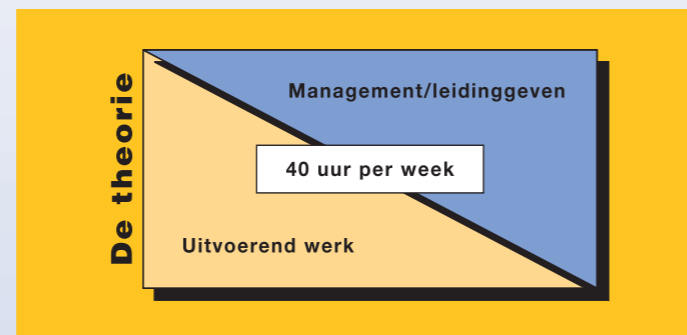 De theorie
Management/leidinggeven
40 uur per week
Uitvoerend werk